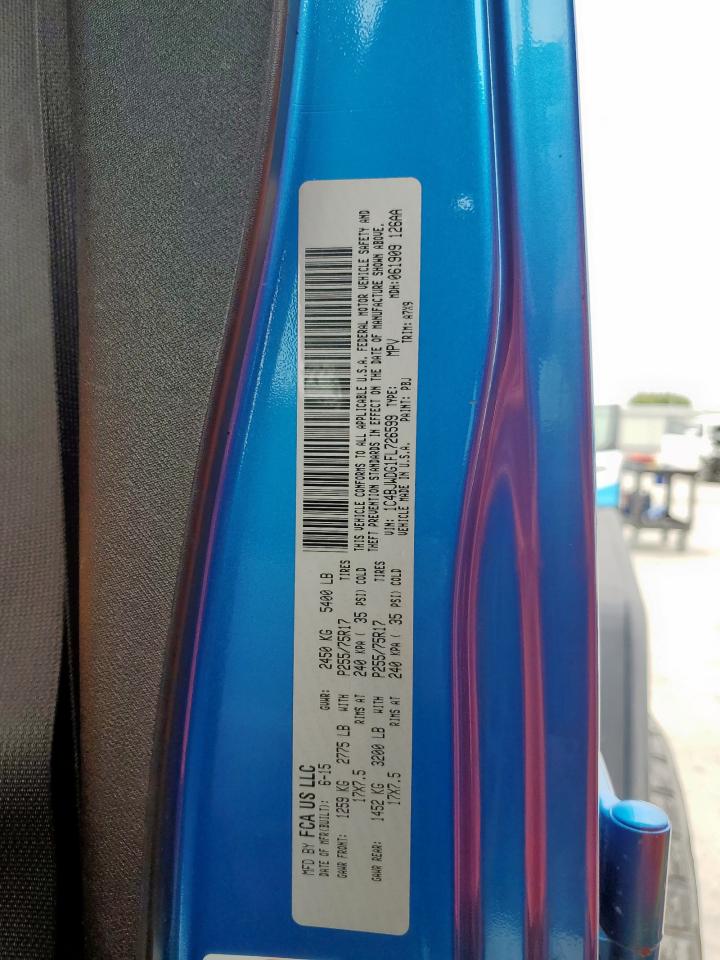 MFD BY FCA US LLC
DATE OF MFR(BUILT): 6-15 GVWR: 2450 KG 5400 LB
GAWR FRONT: 1259 KG 2775 LB WITH P255/75R17 TIRES
17X7.5 RIMS AT 240 KPA ( 35 PSI) COLD
GAWR REAR: 1452 KG 3200 LB WITH P255/75R17 TIRES
17X7.5 RIMS AT 240 KPA ( 35 PSI) COLD
THIS VEHICLE CONFORMS TO ALL APPLICABLE U.S.A. FEDERAL MOTOR VEHICLE SAFETY AND
THEFT PREVENTION STANDARDS IN EFFECT ON THE DATE OF MANUFACTURE SHOWN ABOVE.
VIN: 1C4BJWDG1FL726599 TYPE: MPV MDH:061909 126AA
VEHICLE MADE IN U.S.A. PAINT: PBJ TRIM: A7X9